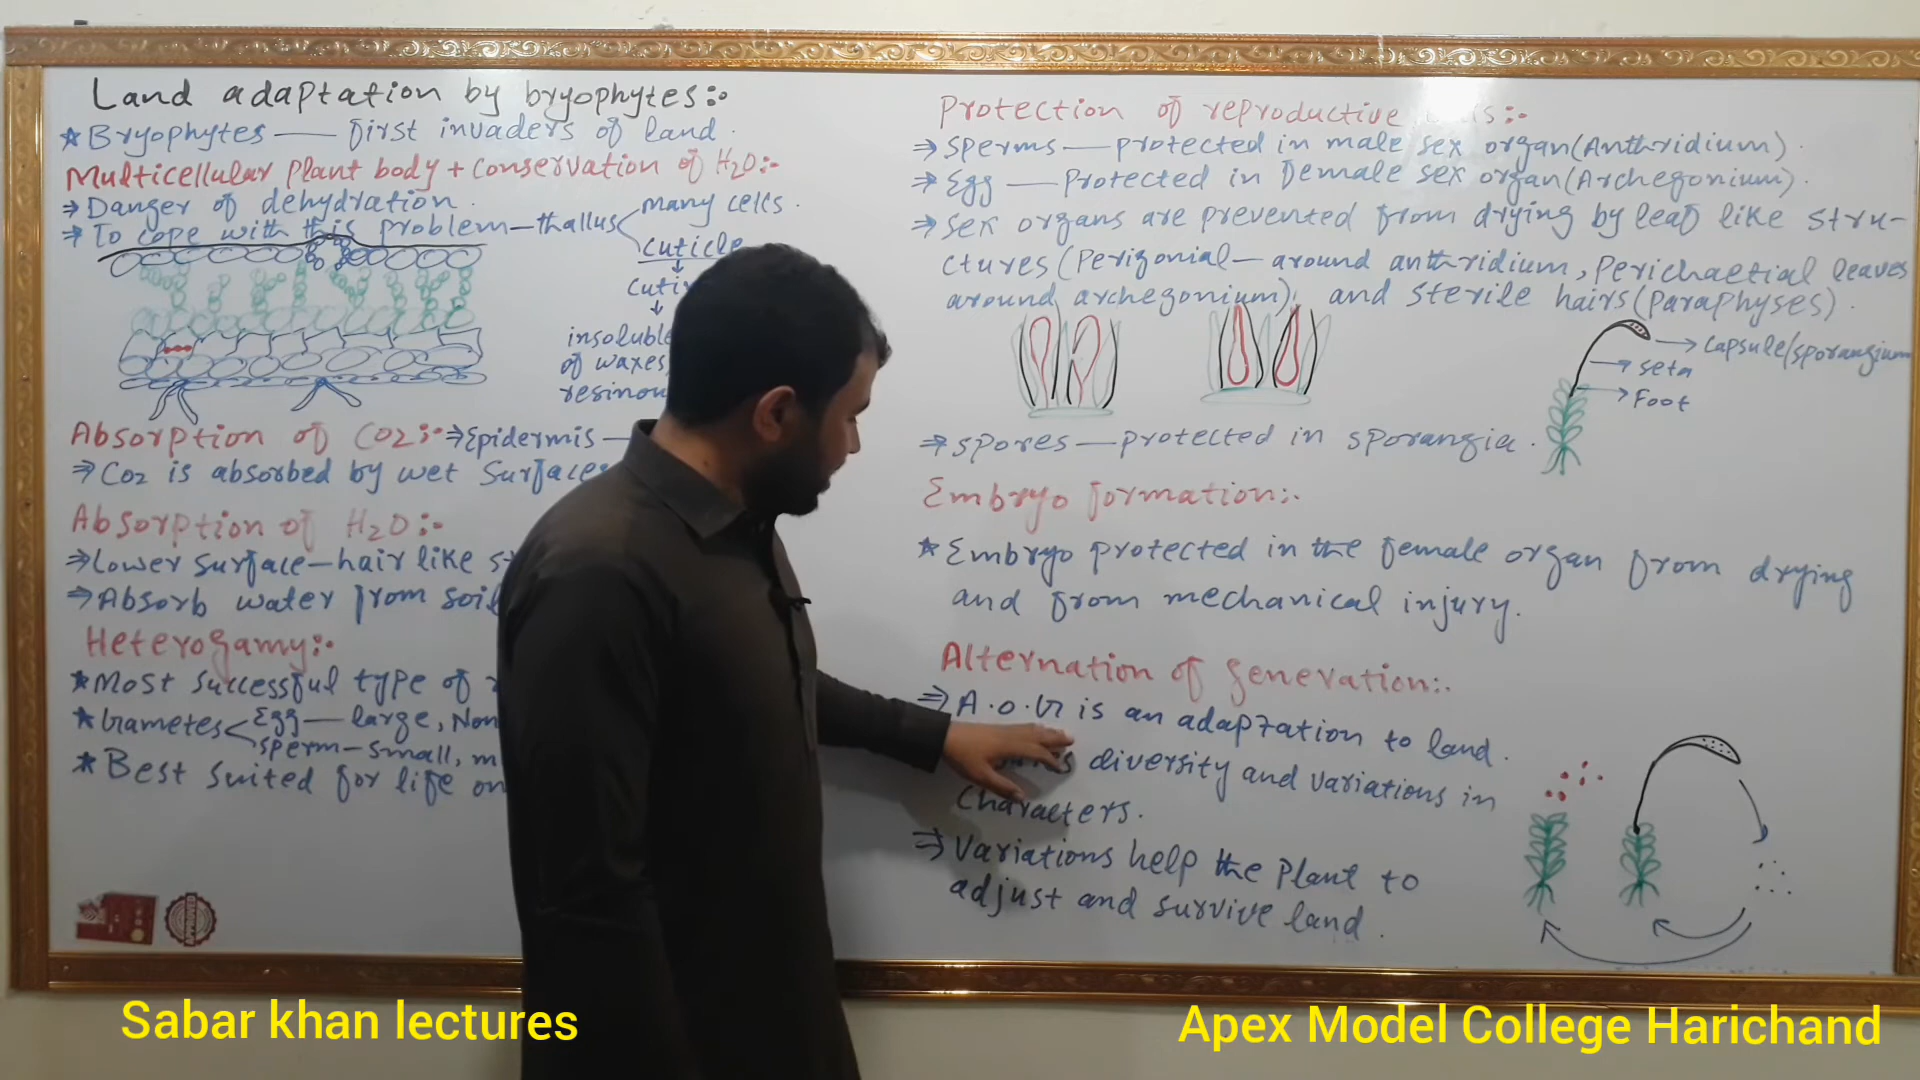 Land adaptation by bryophytes:-
* Bryophytes — first invaders of land.
Multicellular Plant body + Conservation of H2O:-
⇒ Danger of dehydration.
⇒ To cope with this problem — thallus
many cells.
cuticle
↓
↓
of waxes
Absorption of CO2:- ⇒ Epidermis —
⇒ CO2 is absorbed by wet surfaces
Absorption of H2O:-
⇒ Lower surface — hair like
⇒ Absorb water from soil
Heterogamy:-
* Most successful type of
* Gametes
Egg — large, Non
sperm — small,
* Best suited for life on
Protection of reproductive
⇒ Sperms — protected in male sex organ (Anthridium).
⇒ Egg — Protected in Female sex organ (Archegonium).
⇒ Sex organs are prevented from drying by leaf like stru-
ctures (Perigonial — around anthridium, Perichaetial leaves
around archegonium), and sterile hairs (Paraphyses).
→ Capsule/(Sporangium
→ Seta
→ Foot
⇒ Spores — protected in sporangia.
Embryo formation:-
* Embryo protected in the female organ from drying
and from mechanical injury.
Alternation of generation:-
⇒ A.O.G is an adaptation to land.
diversity and variations in
Characters.
⇒ Variations help the Plant to
adjust and survive land.
APPROVED
Sabar khan lectures
Apex Model College Harichand